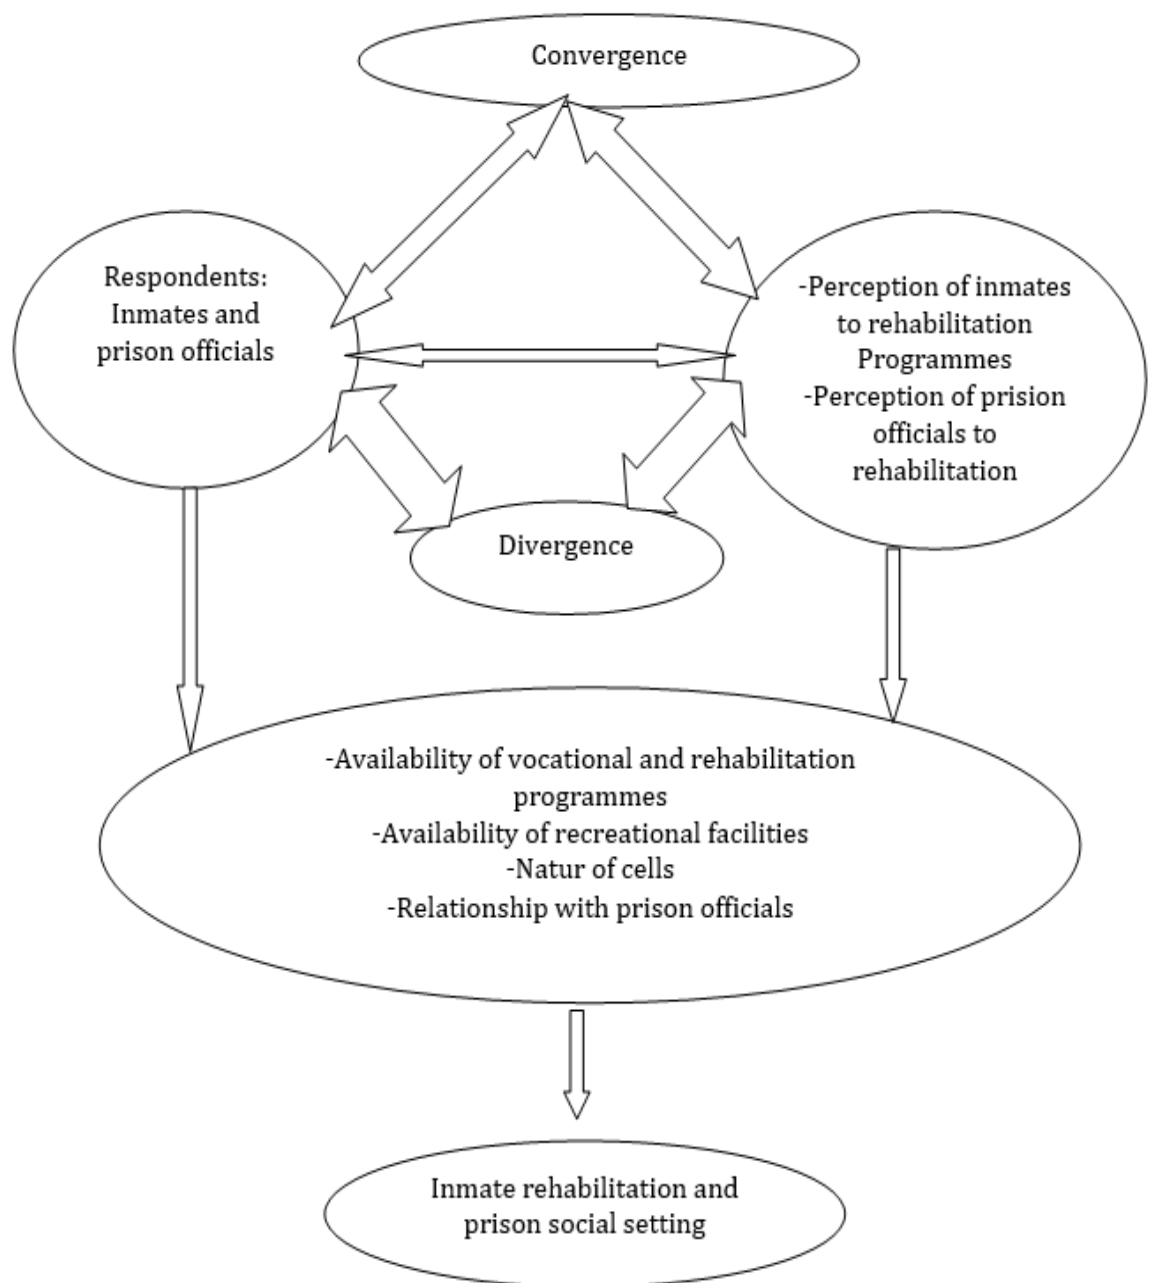 Convergence
Respondents:
Inmates and
prison officials
-Perception of inmates
to rehabilitation
Programmes
-Perception of prision
officials to
rehabilitation
Divergence
-Availability of vocational and rehabilitation
programmes
-Availability of recreational facilities
-Natur of cells
-Relationship with prison officials
Inmate rehabilitation and
prison social setting